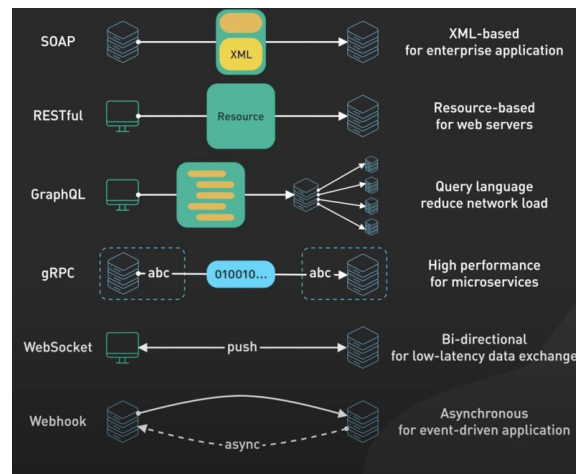 SOAP
XML
XML-based
for enterprise application
RESTful
Resource
Resource-based
for web servers
GraphQL
Query language
reduce network load
gRPC
abc
010010...
abc
High performance
for microservices
WebSocket
push
Bi-directional
for low-latency data exchange
Webhook
async
Asynchronous
for event-driven application